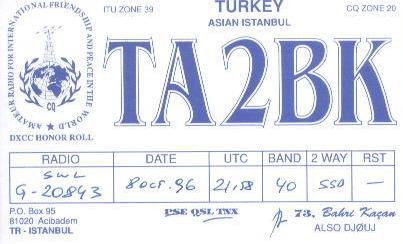 TURKEY
ITU ZONE 39
CQ ZONE 20
ASIAN ISTANBUL
AMATEUR RADIO FOR INTERNATIONAL FRIENDSHIP AND PEACE IN THE WORLD
CQ
TA2BK
DXCC HONOR ROLL
RADIO DATE UTC BAND 2 WAY RST
SWL
G-20843 8 OCT. 96 21,58 40 SSB —
P.O. Box 95
81020 Acibadem
TR - ISTANBUL
PSE QSL TNX
73, Bahri Kaçan
ALSO DJØUJ